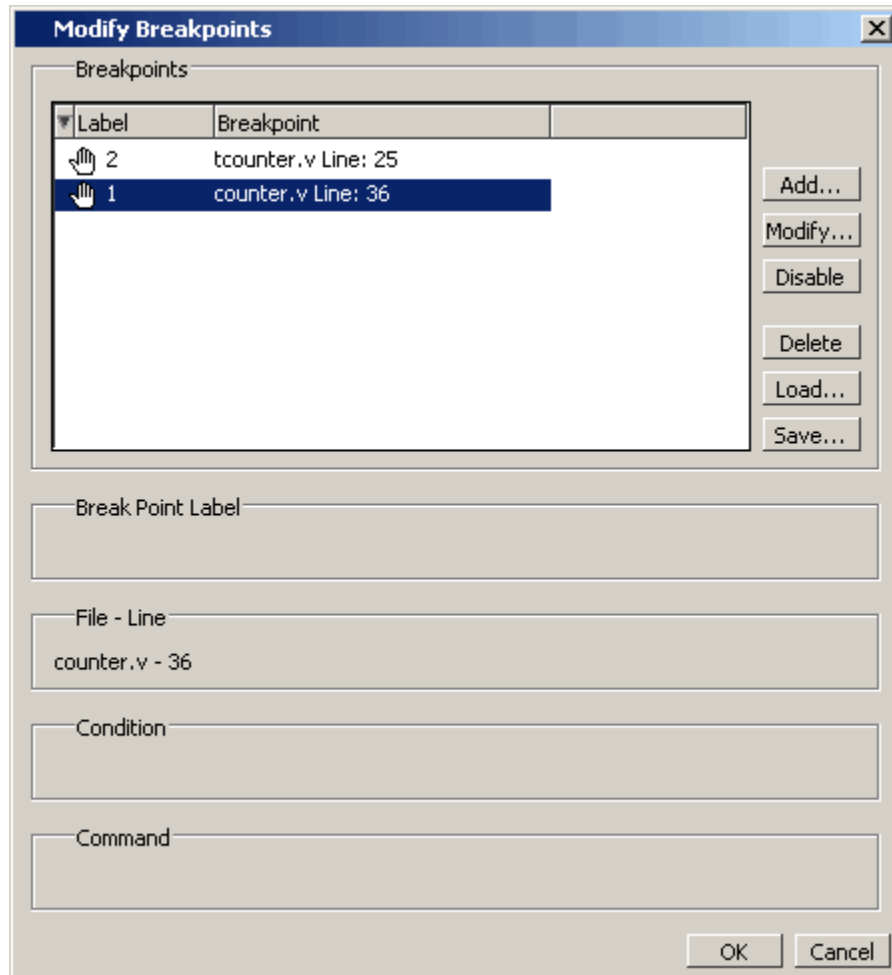 Modify Breakpoints
Breakpoints
Label Breakpoint
2 tcounter.v Line: 25
1 counter.v Line: 36
Add...
Modify...
Disable
Delete
Load...
Save...
Break Point Label
File - Line
counter.v - 36
Condition
Command
OK Cancel